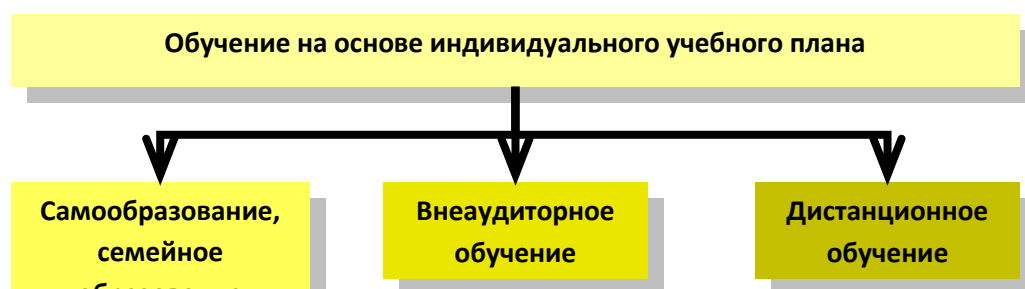 Обучение на основе индивидуального учебного плана
Самообразование,
семейное
Внеаудиторное
обучение
Дистанционное
обучение